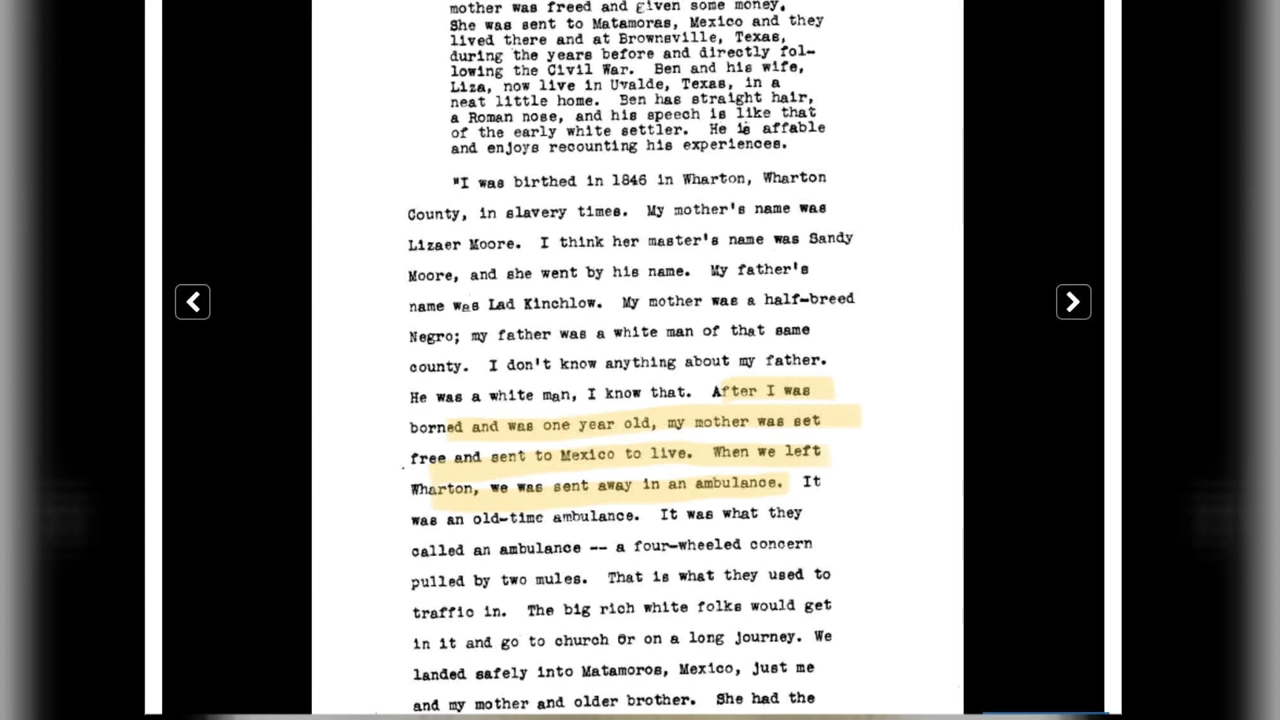 mother was freed and given some money.
She was sent to Matamoras, Mexico and they
lived there and at Brownsville, Texas,
during the years before and directly fol-
lowing the Civil War. Ben and his wife,
Liza, now live in Uvalde, Texas, in a
neat little home. Ben has straight hair,
a Roman nose, and his speech is like that
of the early white settler. He is affable
and enjoys recounting his experiences.
"I was birthed in 1846 in Wharton, Wharton
County, in slavery times. My mother's name was
Lizaer Moore. I think her master's name was Sandy
Moore, and she went by his name. My father's
name was Lad Kinchlow. My mother was a half-breed
Negro; my father was a white man of that same
county. I don't know anything about my father.
He was a white man, I know that. After I was
borned and was one year old, my mother was set
free and sent to Mexico to live. When we left
Wharton, we was sent away in an ambulance. It
was an old-time ambulance. It was what they
called an ambulance -- a four-wheeled concern
pulled by two mules. That is what they used to
traffic in. The big rich white folks would get
in it and go to church or on a long journey. We
landed safely into Matamoros, Mexico, just me
and my mother and older brother. She had the